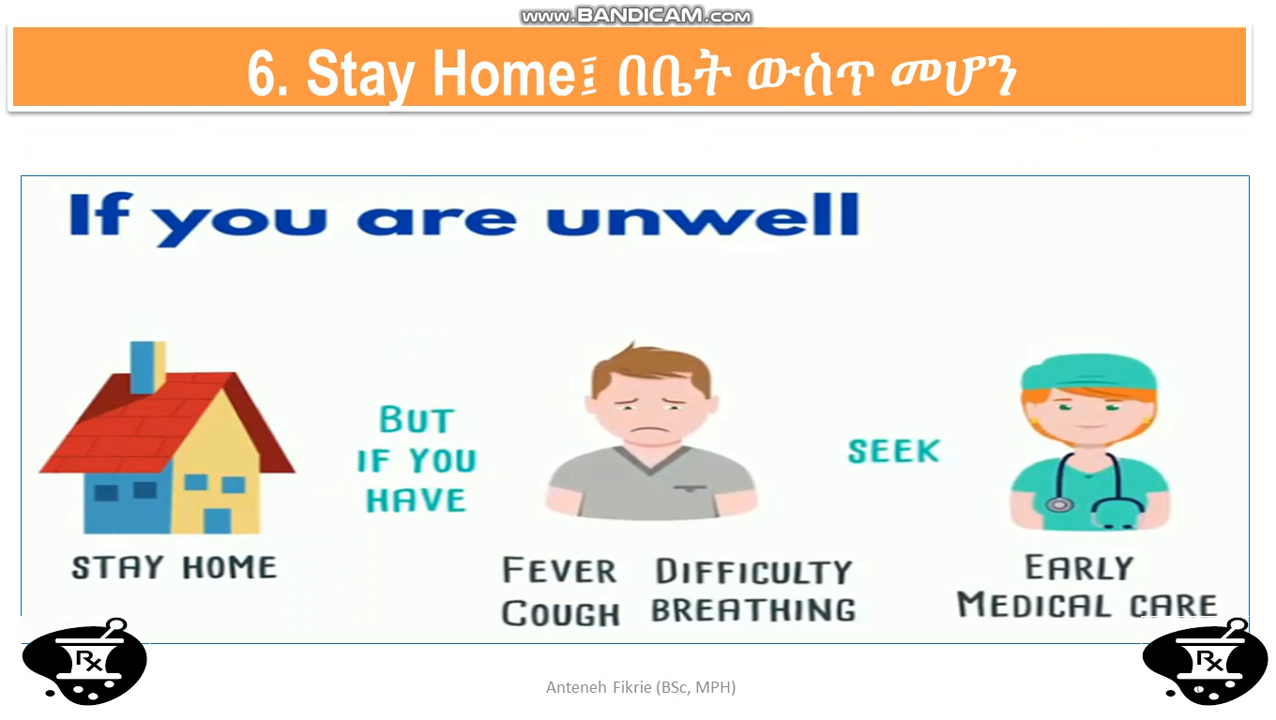 www.BANDICAM.com
6. Stay Home፤ በቤት ውስጥ መሆን
If you are unwell
BUT
IF YOU
HAVE
SEEK
STAY HOME
FEVER
COUGH
DIFFICULTY
BREATHING
EARLY
MEDICAL CARE
Rx
Rx
Anteneh Fikrie (BSc, MPH)